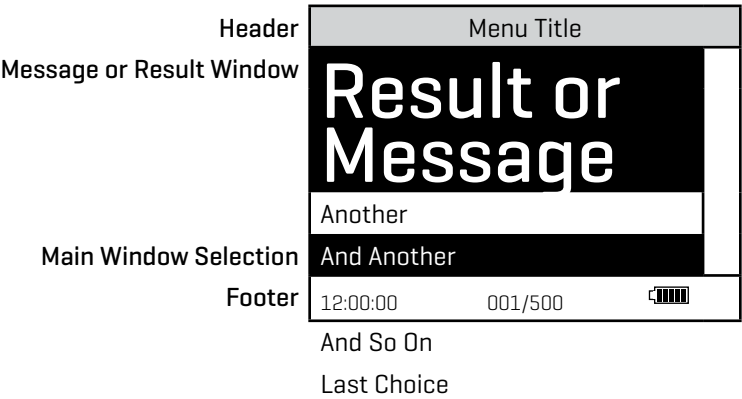 Header
Menu Title
Message or Result Window
Result or
Message
Another
Main Window Selection
And Another
Footer
12:00:00 001/500
And So On
Last Choice